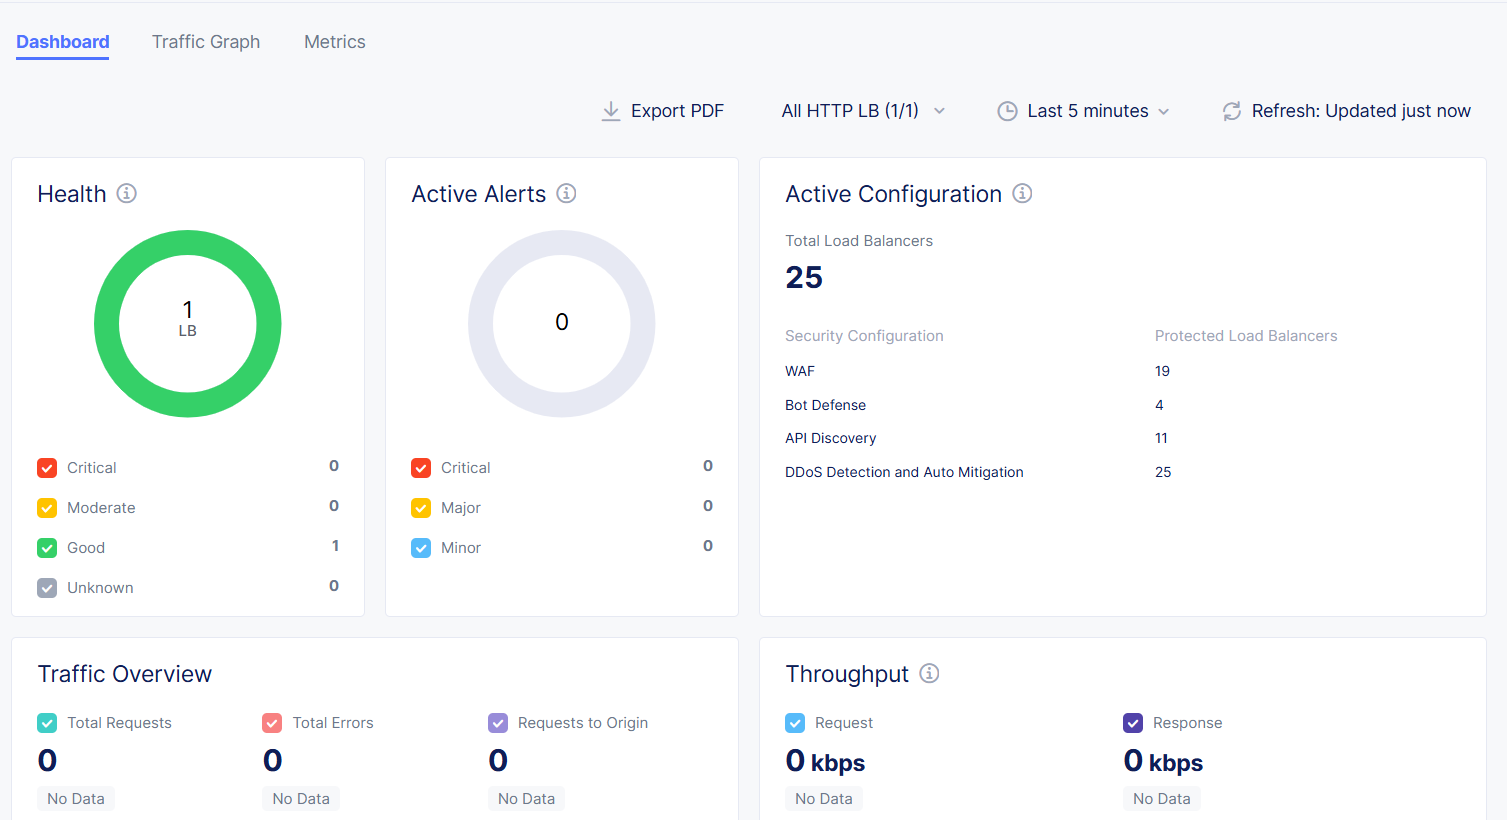 Dashboard Traffic Graph Metrics
Export PDF All HTTP LB (1/1) Last 5 minutes Refresh: Updated just now
Health
1
LB
Critical 0
Moderate 0
Good 1
Unknown 0
Active Alerts
0
Critical 0
Major 0
Minor 0
Active Configuration
Total Load Balancers
25
Security Configuration Protected Load Balancers
WAF 19
Bot Defense 4
API Discovery 11
DDoS Detection and Auto Mitigation 25
Traffic Overview
Total Requests Total Errors Requests to Origin
0 0 0
No Data No Data No Data
Throughput
Request Response
0 kbps 0 kbps
No Data No Data